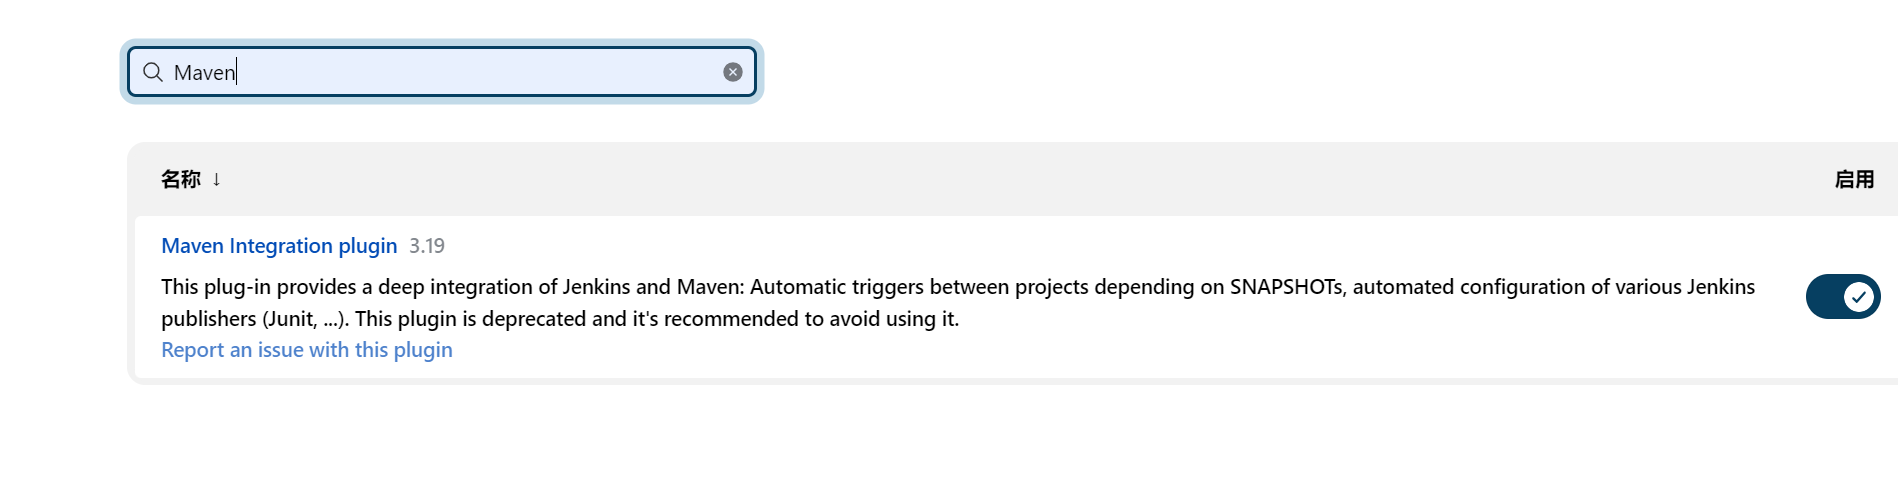 Maven
名称 ↓
启用
Maven Integration plugin 3.19
This plug-in provides a deep integration of Jenkins and Maven: Automatic triggers between projects depending on SNAPSHOTs, automated configuration of various Jenkins
publishers (Junit, ...). This plugin is deprecated and it's recommended to avoid using it.
Report an issue with this plugin